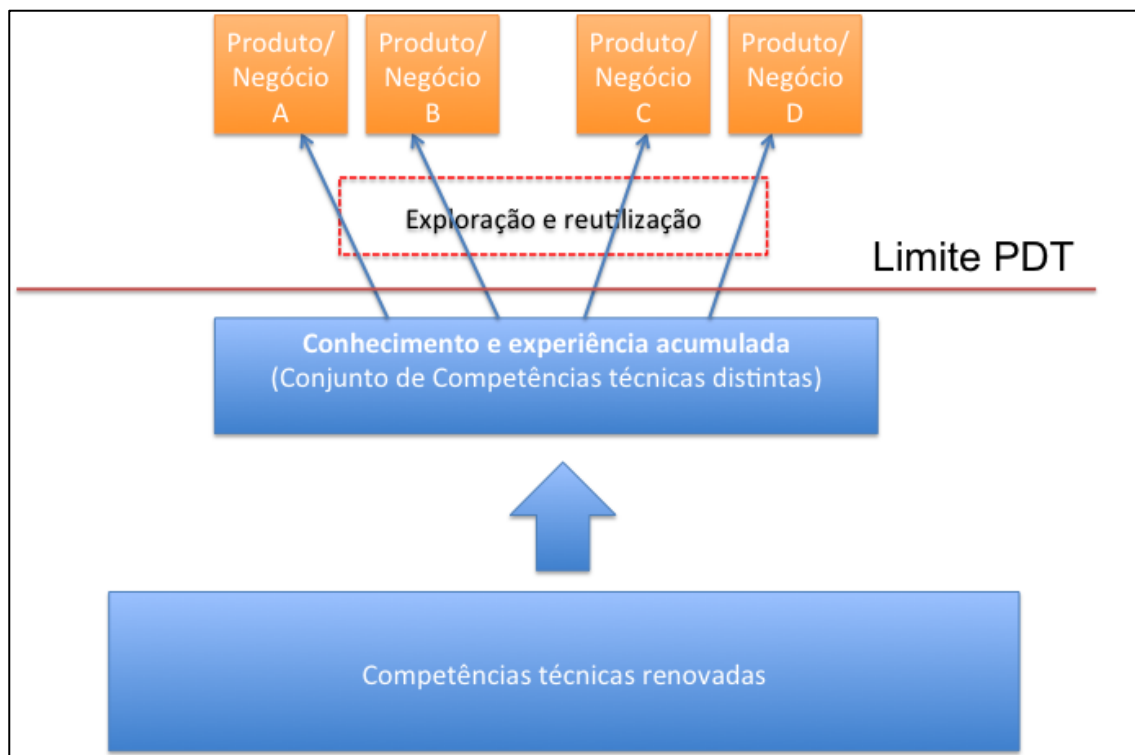 Produto/
Negócio
A
Produto/
Negócio
B
Produto/
Negócio
C
Produto/
Negócio
D
Exploração e reutilização
Limite PDT
Conhecimento e experiência acumulada
(Conjunto de Competências técnicas distintas)
Competências técnicas renovadas